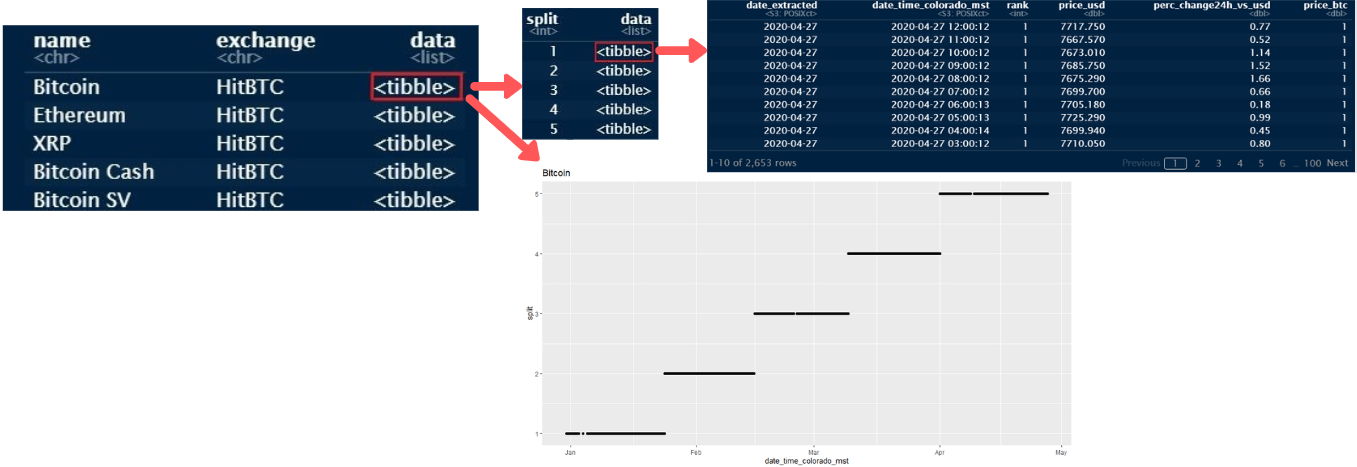 name exchange data
<chr> <chr> <list>
Bitcoin HitBTC <tibble>
Ethereum HitBTC <tibble>
XRP HitBTC <tibble>
Bitcoin Cash HitBTC <tibble>
Bitcoin SV HitBTC <tibble>
split data
<int> <list>
1 <tibble>
2 <tibble>
3 <tibble>
4 <tibble>
5 <tibble>
date_extracted date_time_colorado_mst rank price_usd perc_change24h_vs_usd price_btc
<S3: POSIXct> <S3: POSIXct> <int> <dbl> <dbl> <dbl>
2020-04-27 2020-04-27 12:00:12 1 7717.750 0.77 1
2020-04-27 2020-04-27 11:00:12 1 7667.570 0.52 1
2020-04-27 2020-04-27 10:00:12 1 7673.010 1.14 1
2020-04-27 2020-04-27 09:00:12 1 7685.750 1.52 1
2020-04-27 2020-04-27 08:00:12 1 7675.290 1.66 1
2020-04-27 2020-04-27 07:00:12 1 7699.700 0.66 1
2020-04-27 2020-04-27 06:00:13 1 7705.180 0.18 1
2020-04-27 2020-04-27 05:00:13 1 7725.290 0.99 1
2020-04-27 2020-04-27 04:00:14 1 7699.940 0.45 1
2020-04-27 2020-04-27 03:00:12 1 7710.050 0.80 1
1-10 of 2,653 rows Previous 1 2 3 4 5 6 ... 100 Next
Bitcoin
5
4
3
split
2
1
Jan Feb Mar Apr May
date_time_colorado_mst